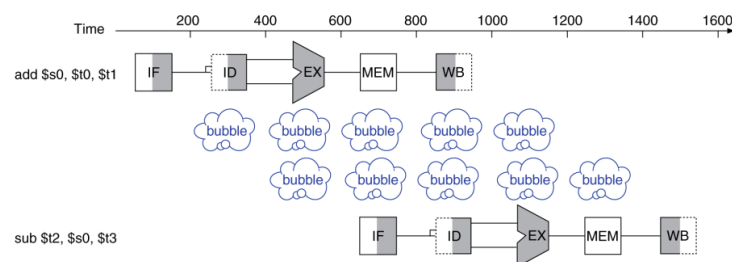 Time 200 400 600 800 1000 1200 1400 1600
add $s0, $t0, $t1 IF ID EX MEM WB
bubble bubble bubble bubble bubble
bubble bubble bubble bubble bubble
sub $t2, $s0, $t3 IF ID EX MEM WB